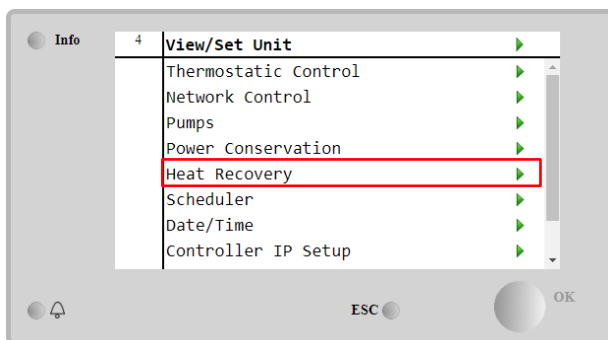 Info
4 View/Set Unit
Thermostatic Control
Network Control
Pumps
Power Conservation
Heat Recovery
Scheduler
Date/Time
Controller IP Setup
ESC OK